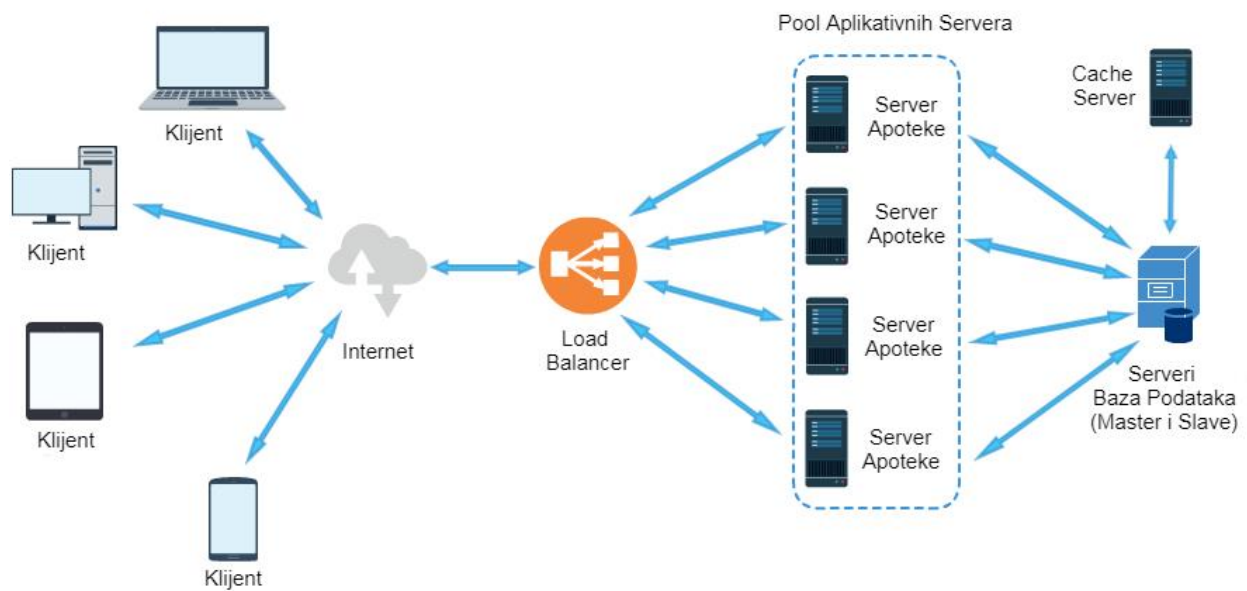 Pool Aplikativnih Servera
Klijent
Klijent
Klijent
Klijent
Internet
Load
Balancer
Server
Apoteke
Server
Apoteke
Server
Apoteke
Server
Apoteke
Cache
Server
Serveri
Baza Podataka
(Master i Slave)